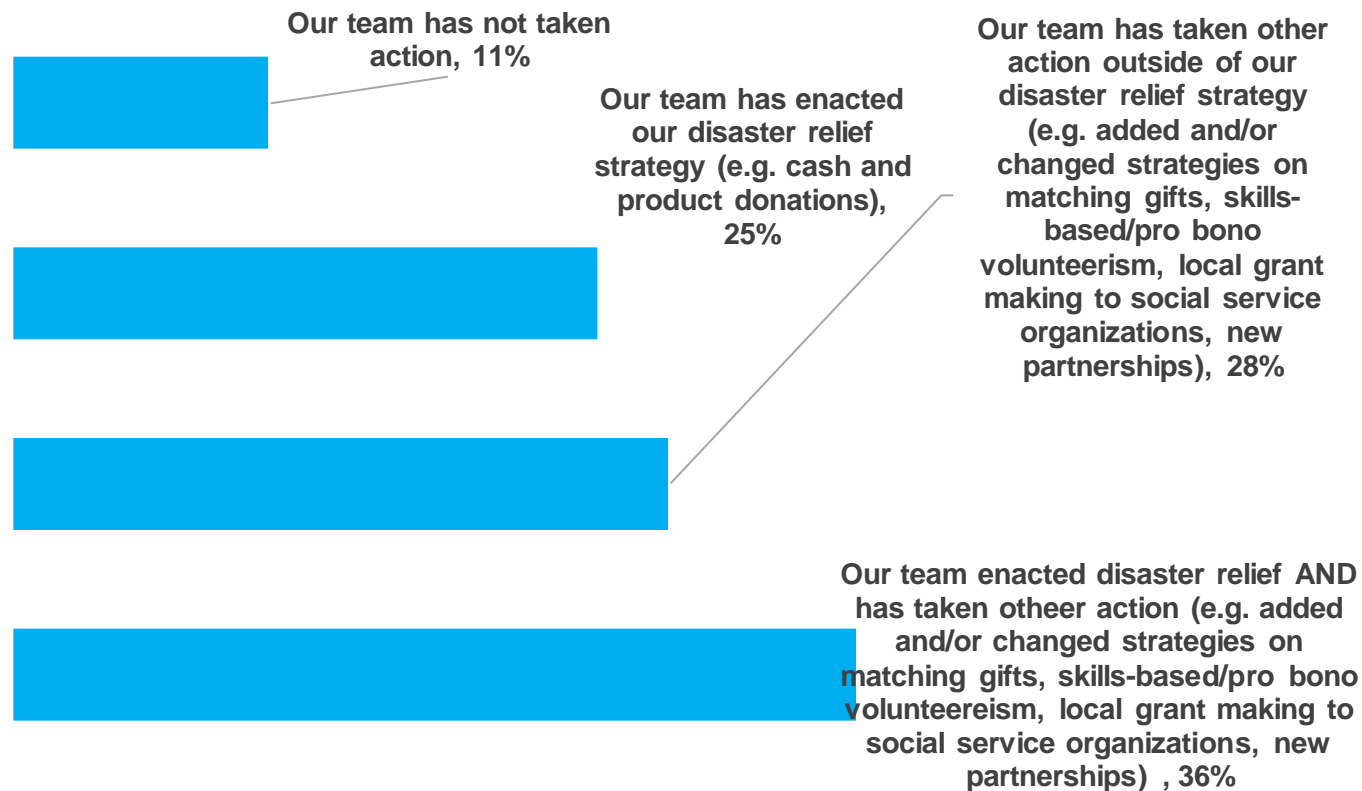 Our team has not taken
action, 11%
Our team has enacted
our disaster relief
strategy (e.g. cash and
product donations),
25%
Our team has taken other
action outside of our
disaster relief strategy
(e.g. added and/or
changed strategies on
matching gifts, skills-
based/pro bono
volunteerism, local grant
making to social service
organizations, new
partnerships), 28%
Our team enacted disaster relief AND
has taken otheer action (e.g. added
and/or changed strategies on
matching gifts, skills-based/pro bono
volunteereism, local grant making to
social service organizations, new
partnerships) , 36%